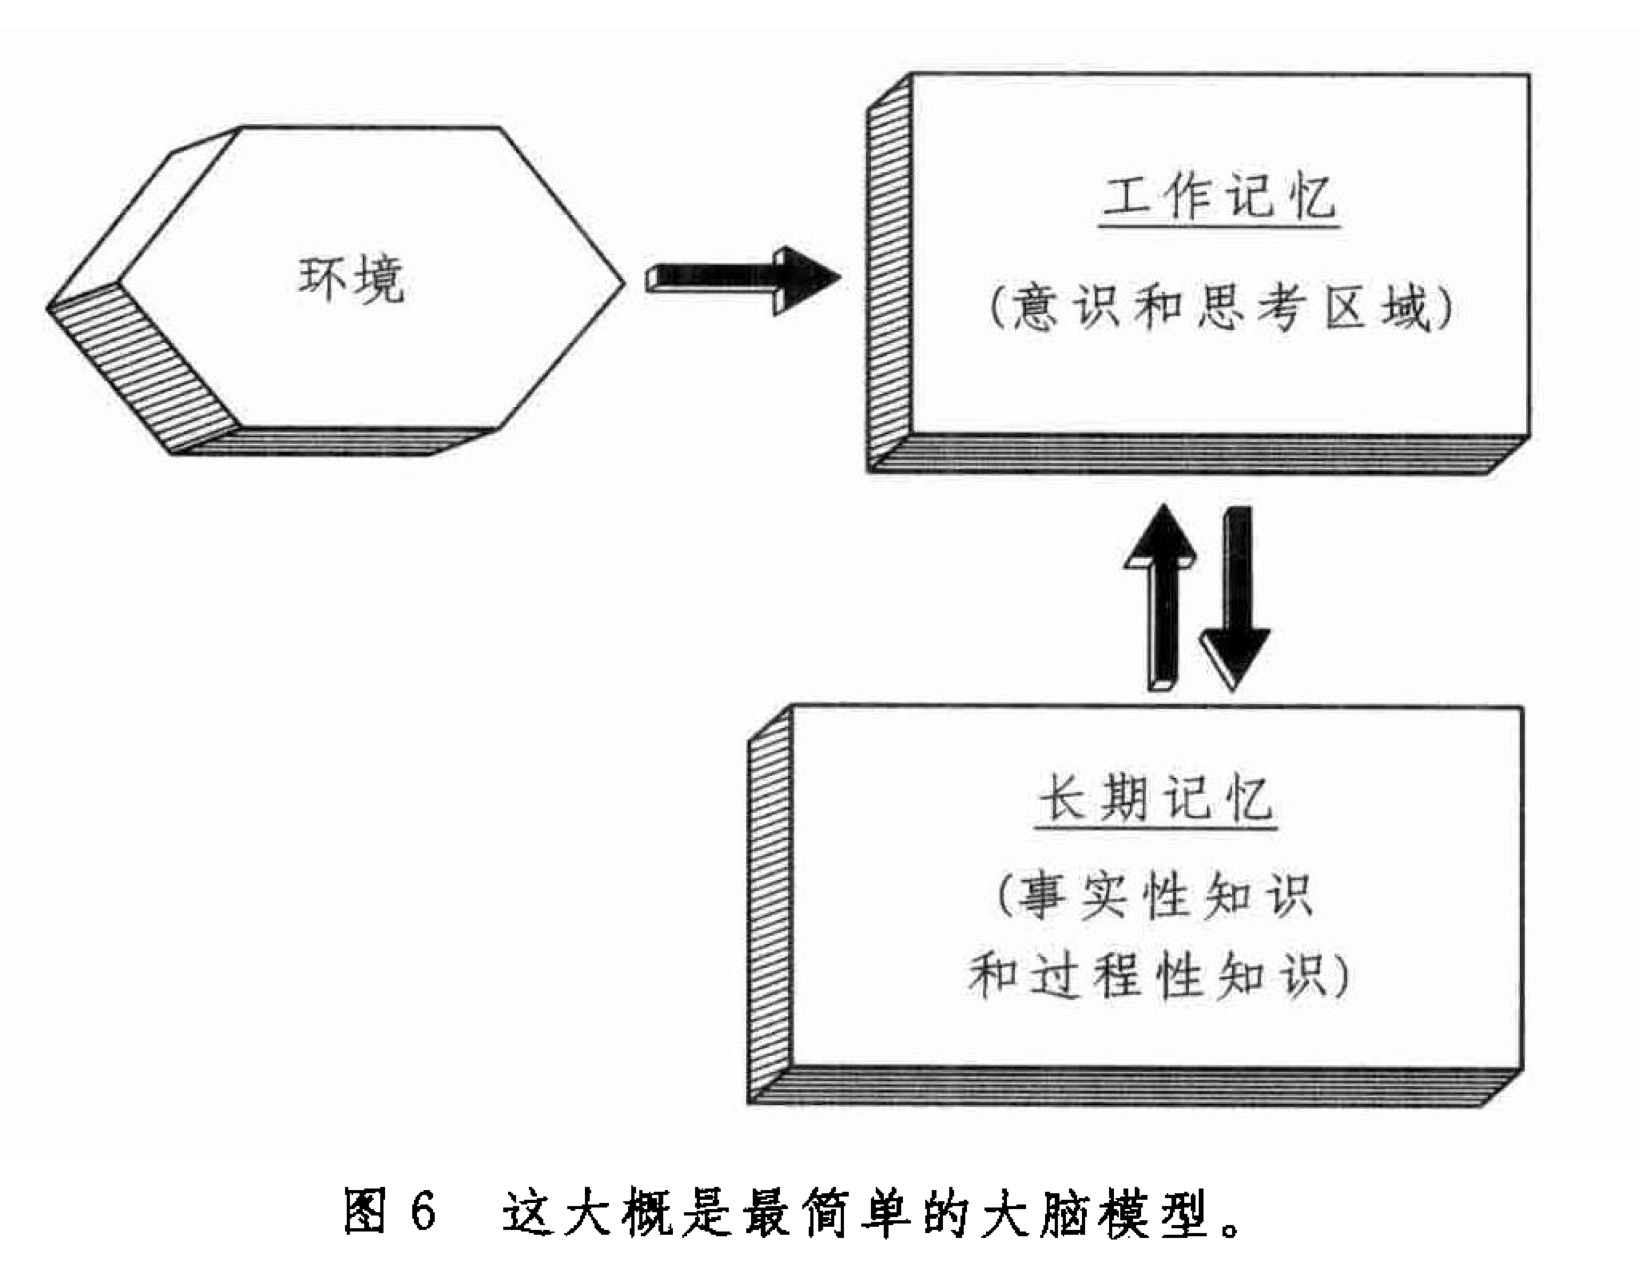 环境
工作记忆
(意识和思考区域)
长期记忆
(事实性知识
和过程性知识)
图6 这大概是最简单的大脑模型。